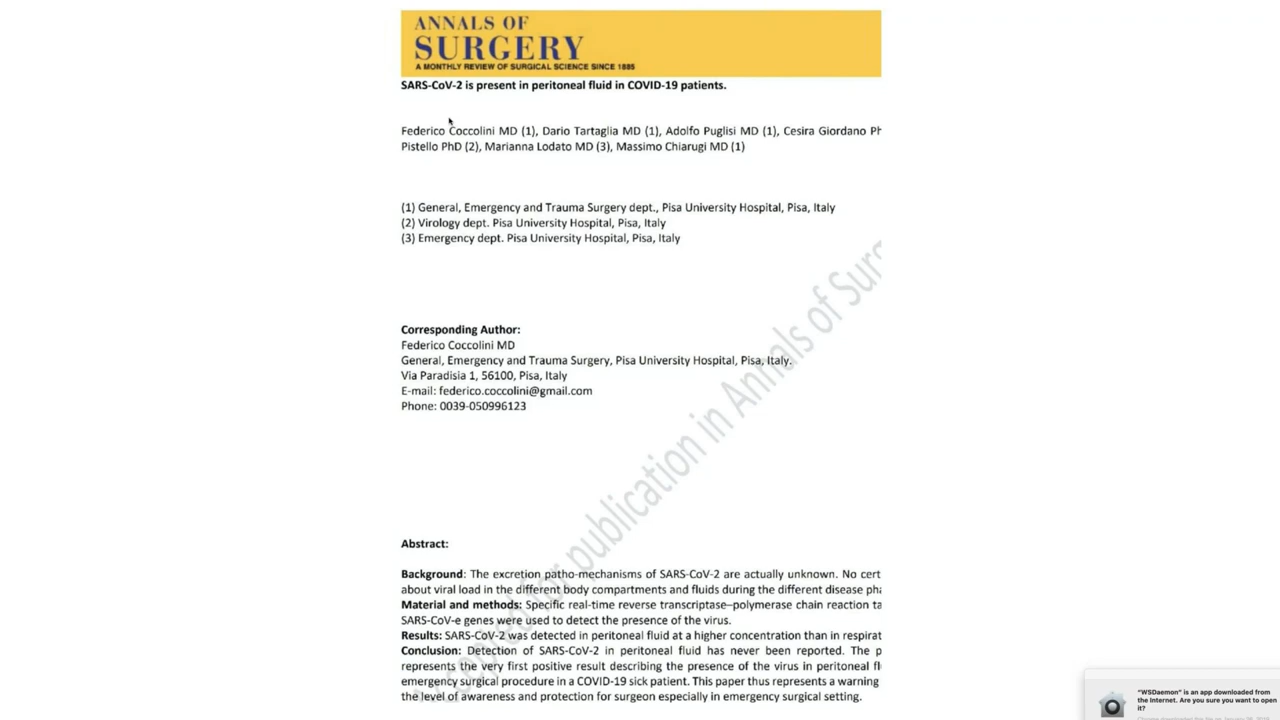 ANNALS OF
SURGERY
A MONTHLY REVIEW OF SURGICAL SCIENCE SINCE 1885
SARS-CoV-2 is present in peritoneal fluid in COVID-19 patients.
Federico Coccolini MD (1), Dario Tartaglia MD (1), Adolfo Puglisi MD (1), Cesira Giordano Ph
Pistello PhD (2), Marianna Lodato MD (3), Massimo Chiarugi MD (1)
(1) General, Emergency and Trauma Surgery dept., Pisa University Hospital, Pisa, Italy
(2) Virology dept. Pisa University Hospital, Pisa, Italy
(3) Emergency dept. Pisa University Hospital, Pisa, Italy
Corresponding Author:
Federico Coccolini MD
General, Emergency and Trauma Surgery, Pisa University Hospital, Pisa, Italy.
Via Paradisia 1, 56100, Pisa, Italy
E-mail: federico.coccolini@gmail.com
Phone: 0039-050996123
for publication in Annals of Sur
Abstract:
Background: The excretion patho-mechanisms of SARS-CoV-2 are actually unknown. No cert
about viral load in the different body compartments and fluids during the different disease pha
Material and methods: Specific real-time reverse transcriptase–polymerase chain reaction ta
SARS-CoV-e genes were used to detect the presence of the virus.
Results: SARS-CoV-2 was detected in peritoneal fluid at a higher concentration than in respirat
Conclusion: Detection of SARS-CoV-2 in peritoneal fluid has never been reported. The p
represents the very first positive result describing the presence of the virus in peritoneal fl
emergency surgical procedure in a COVID-19 sick patient. This paper thus represents a warning
the level of awareness and protection for surgeon especially in emergency surgical setting.
"WSDaemon" is an app downloaded from
the Internet. Are you sure you want to open
it?